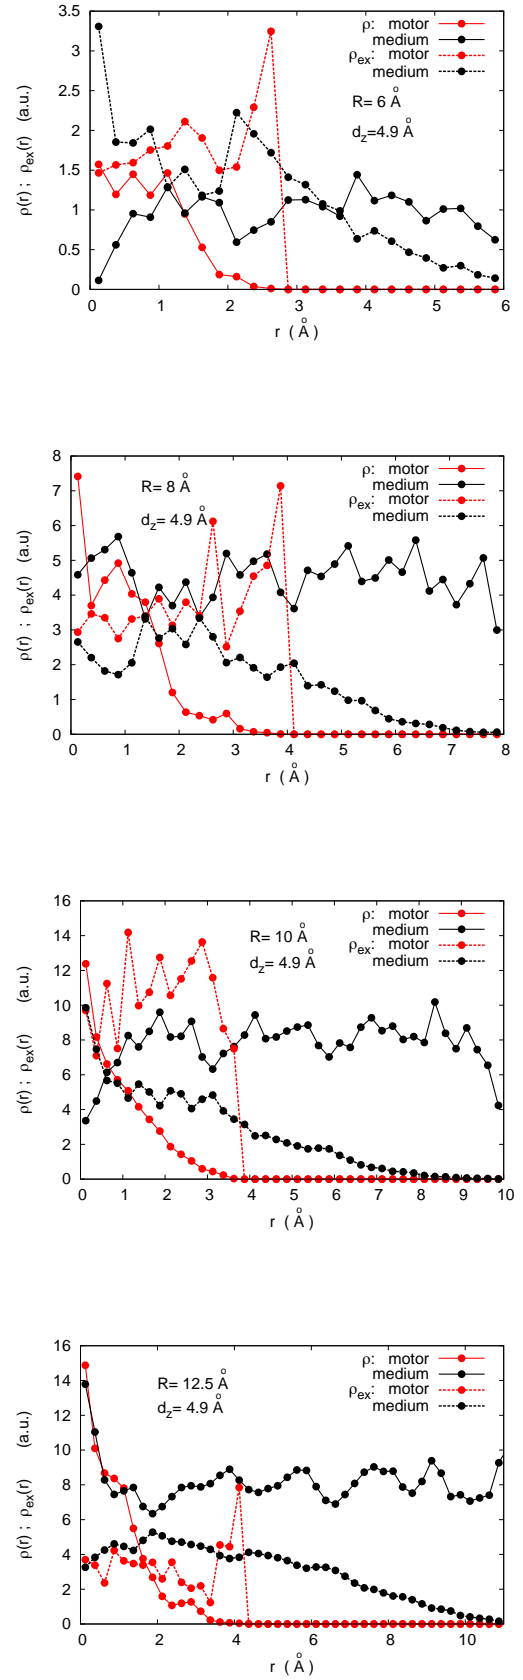 ρ: motor
medium
ρex: motor
medium
R= 6 Å
dz=4.9 Å
ρ(r) ; ρex(r) (a.u.)
3.5
3
2.5
2
1.5
1
0.5
0
0 1 2 3 4 5 6
r (Å)
ρ: motor
medium
ρex: motor
medium
R= 8 Å
dz= 4.9 Å
ρ(r) ; ρex(r) (a.u)
8
7
6
5
4
3
2
1
0
0 1 2 3 4 5 6 7 8
r (Å)
ρ: motor
medium
ρex: motor
medium
R= 10 Å
dz= 4.9 Å
ρ(r) ; ρex(r) (a.u.)
16
14
12
10
8
6
4
2
0
0 1 2 3 4 5 6 7 8 9 10
r (Å)
ρ: motor
medium
ρex: motor
medium
R= 12.5 Å
dz= 4.9 Å
ρ(r) ; ρex(r) (a.u.)
16
14
12
10
8
6
4
2
0
0 2 4 6 8 10
r (Å)